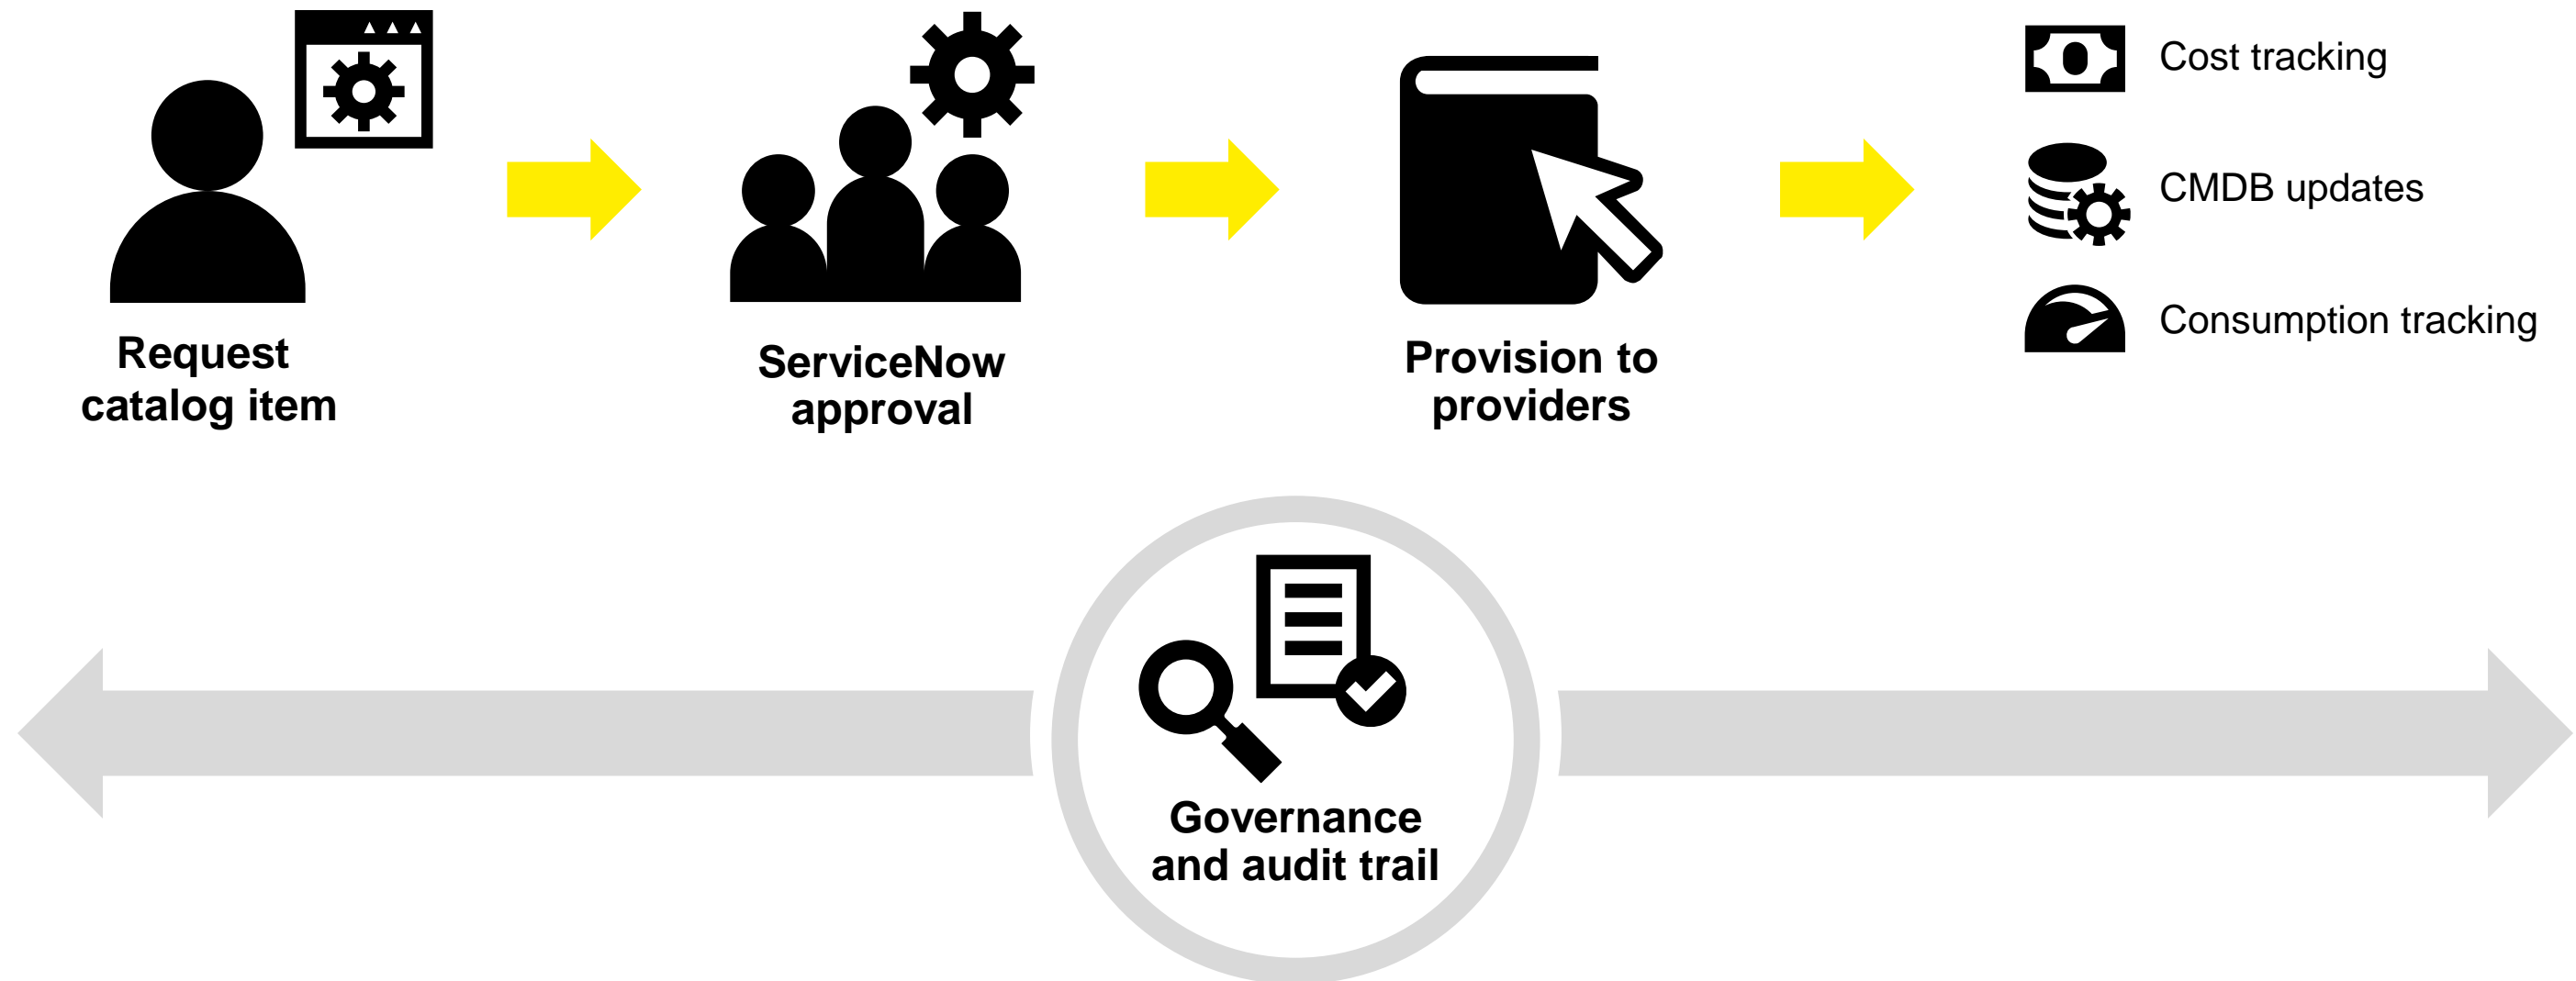 Request
catalog item
ServiceNow
approval
Provision to
providers
Cost tracking
CMDB updates
Consumption tracking
Governance
and audit trail